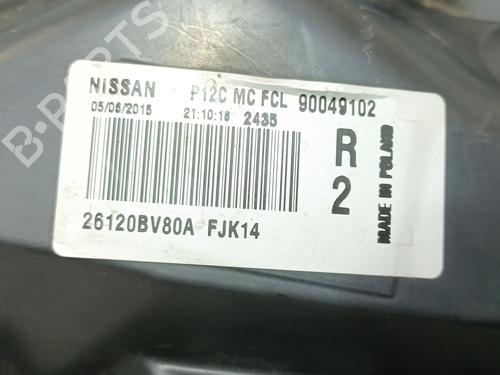 NISSAN P12C MC FCL 90049102
05/06/2015 21:10:16 2435
R
2
MADE IN POLAND
26120BV80A FJK14
B-PARTS